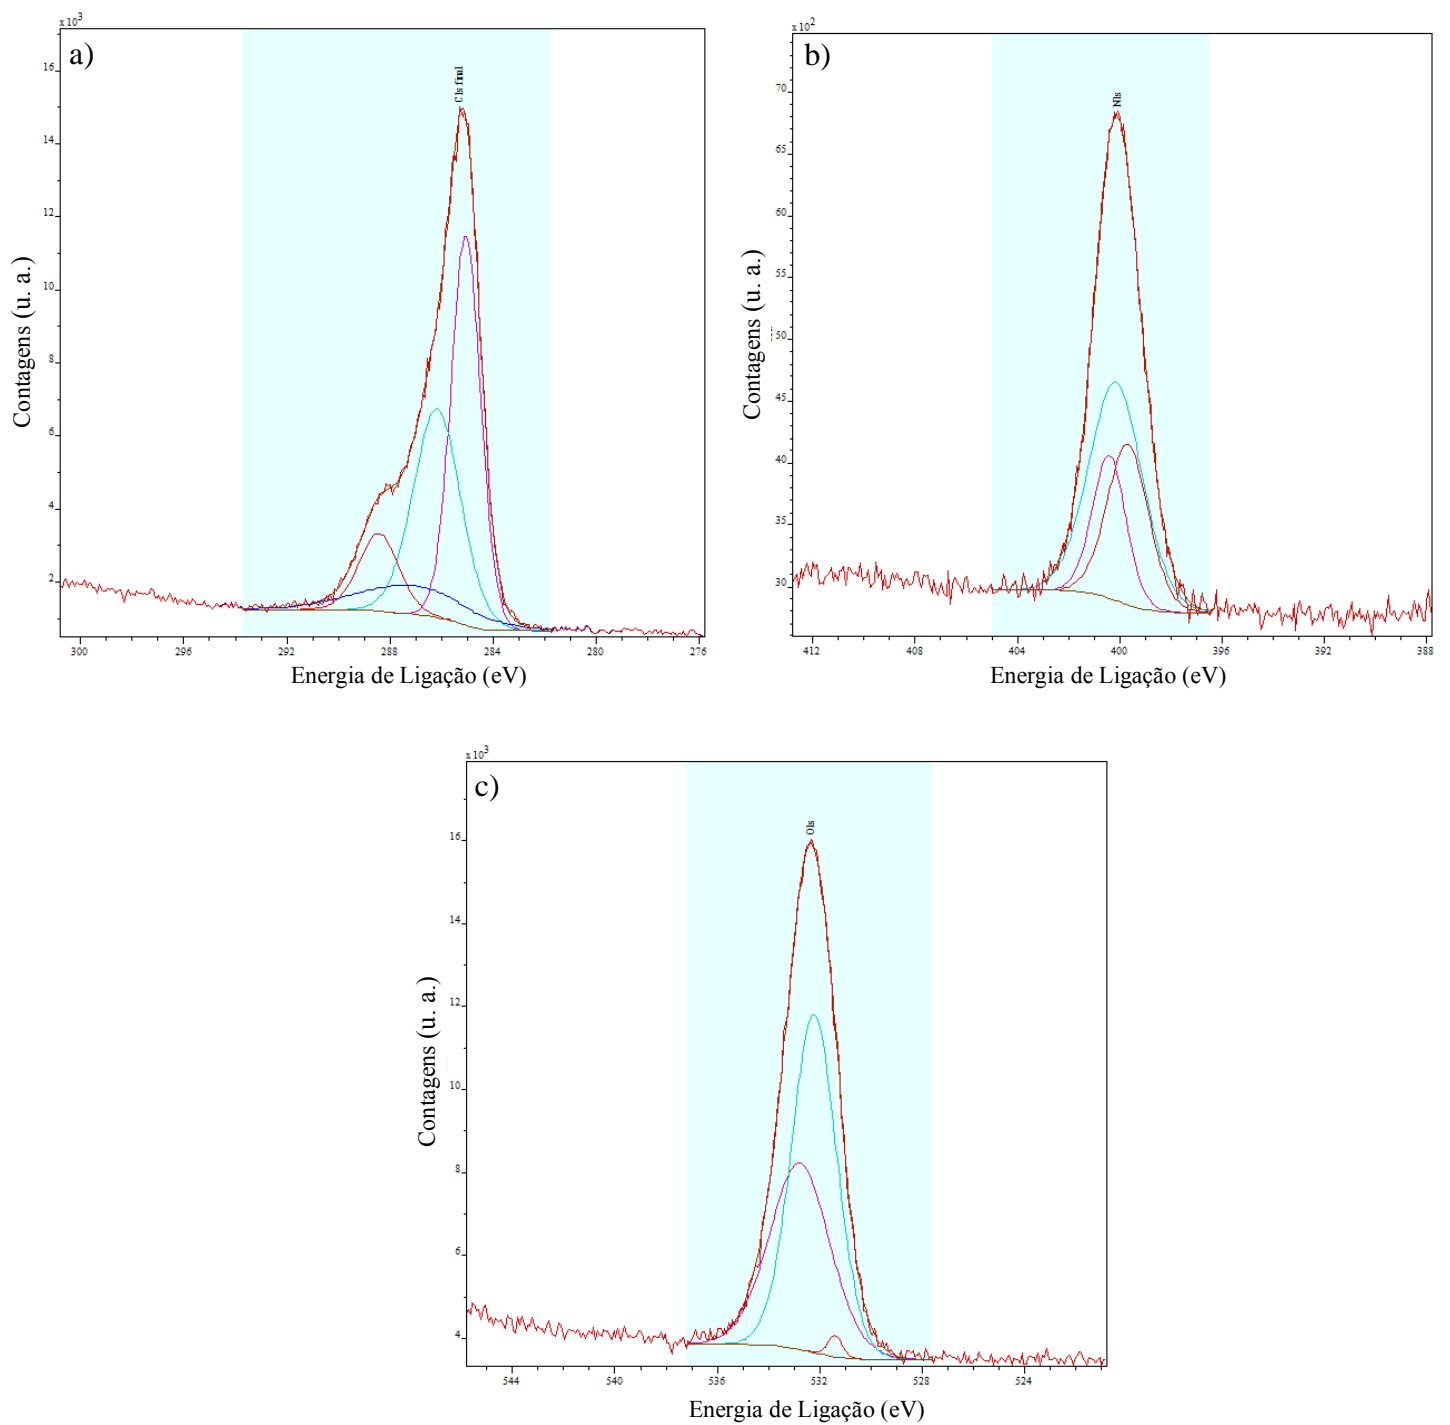 x 10³
a)
C1s final
16
14
12
10
8
6
4
2
300 296 292 288 284 280 276
Contagens (u. a.)
Energia de Ligação (eV)
x 10²
b)
N1s
70
65
60
55
50
45
40
35
30
412 408 404 400 396 392 388
Contagens (u. a.)
Energia de Ligação (eV)
x 10³
c)
O1s
16
14
12
10
8
6
4
544 540 536 532 528 524
Contagens (u. a.)
Energia de Ligação (eV)